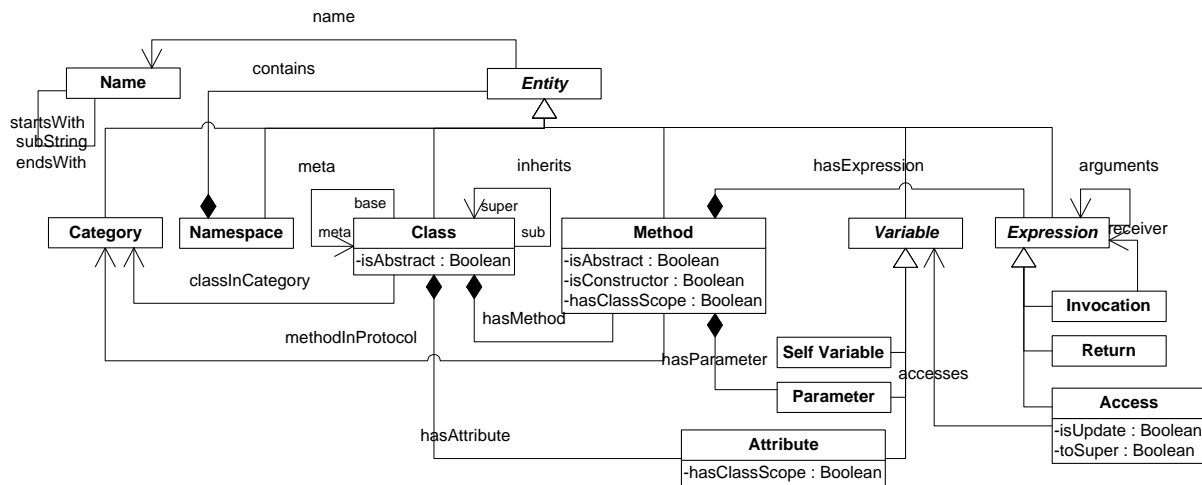 name
contains
Name
Entity
startsWith
subString
endsWith
meta
inherits
hasExpression
arguments
base
super
meta
sub
receiver
Category
Namespace
Class
-isAbstract : Boolean
Method
-isAbstract : Boolean
-isConstructor : Boolean
-hasClassScope : Boolean
Variable
Expression
classInCategory
hasMethod
methodInProtocol
hasParameter
Invocation
Self Variable
Return
accesses
Parameter
Access
-isUpdate : Boolean
-toSuper : Boolean
hasAttribute
Attribute
-hasClassScope : Boolean